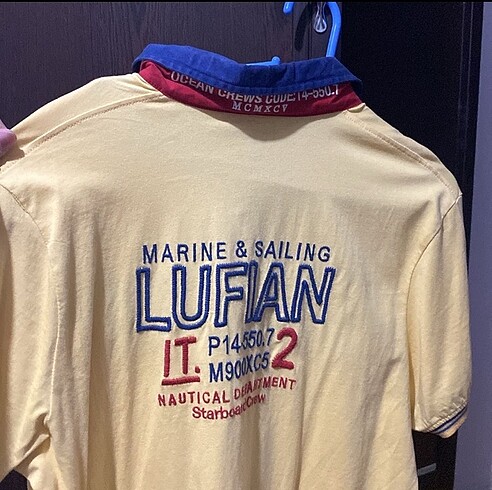 OCEAN CREWS CODE:14-550.7
MCMXCV
MARINE & SAILING
LUFIAN
IT. P14-550.7 2
M900XC5
NAUTICAL DEPARTMENT
Starboard Crew